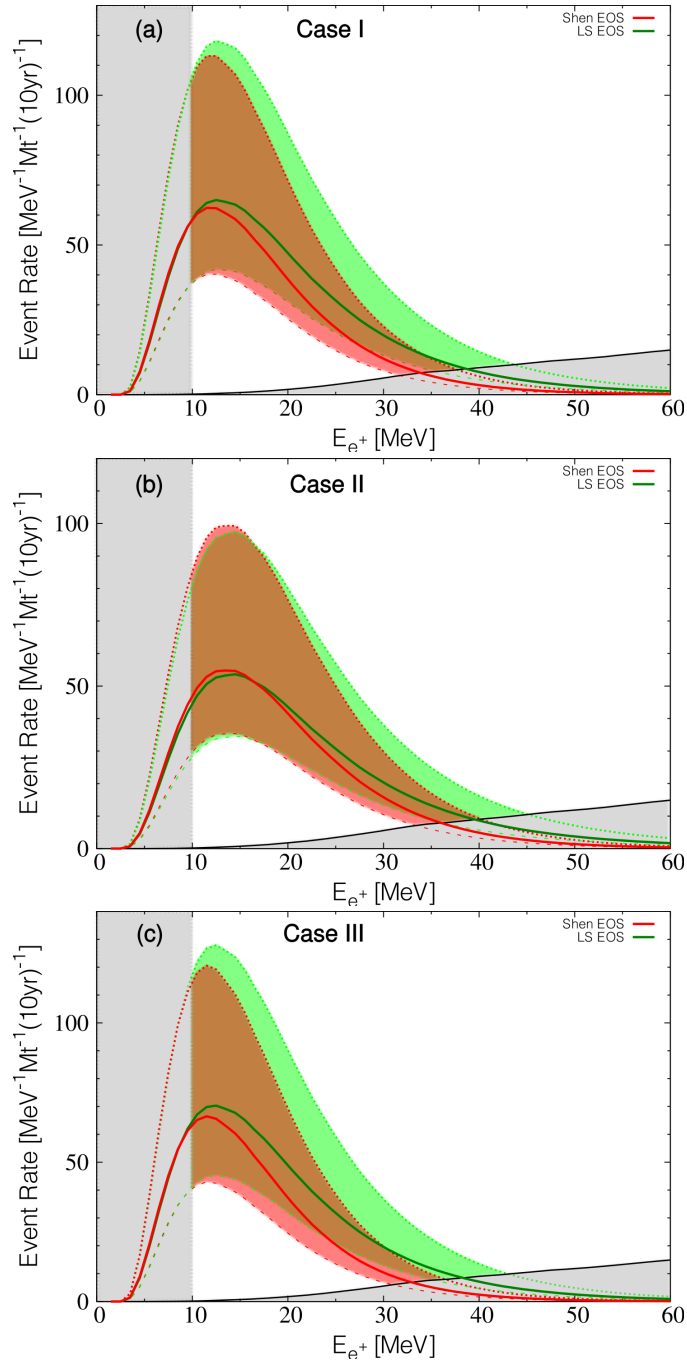 (a) Case I Shen EOS
LS EOS
Event Rate [MeV⁻¹Mt⁻¹(10yr)⁻¹]
100
50
0
0 10 20 30 40 50 60
E_e⁺ [MeV]
(b) Case II Shen EOS
LS EOS
Event Rate [MeV⁻¹Mt⁻¹(10yr)⁻¹]
100
50
0
0 10 20 30 40 50 60
E_e⁺ [MeV]
(c) Case III Shen EOS
LS EOS
Event Rate [MeV⁻¹Mt⁻¹(10yr)⁻¹]
100
50
0
0 10 20 30 40 50 60
E_e⁺ [MeV]